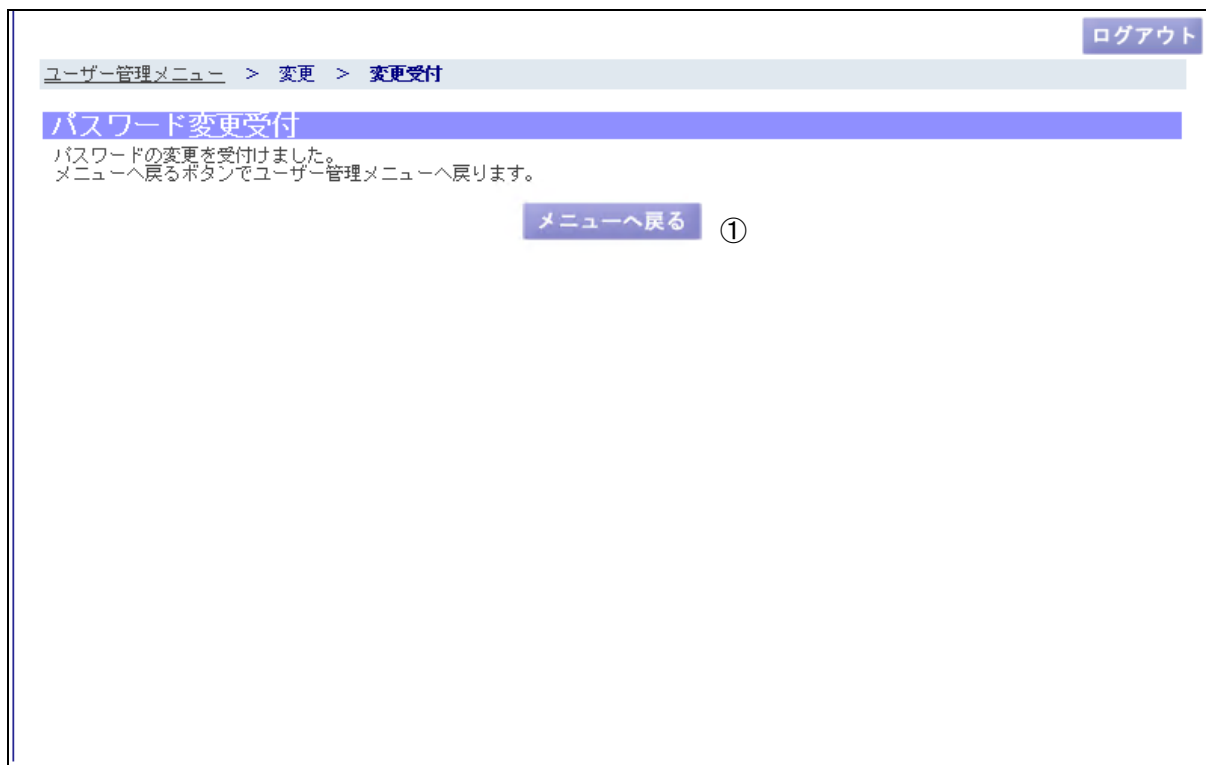 ログアウト
ユーザー管理メニュー > 変更 > 変更受付
パスワード変更受付
パスワードの変更を受付けました。
メニューへ戻るボタンでユーザー管理メニューへ戻ります。
メニューへ戻る ①